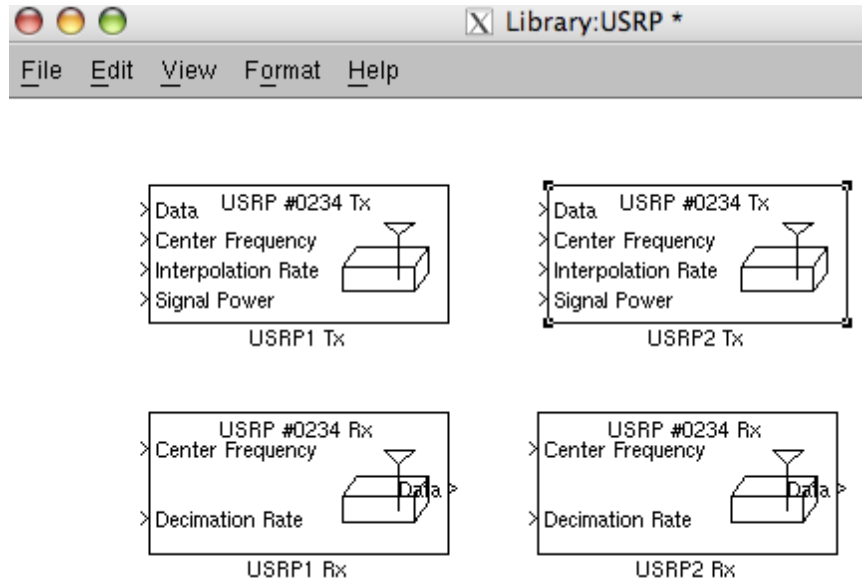 X Library:USRP *
File Edit View Format Help
USRP #0234 Tx
Data
Center Frequency
Interpolation Rate
Signal Power
USRP1 Tx
USRP #0234 Tx
Data
Center Frequency
Interpolation Rate
Signal Power
USRP2 Tx
USRP #0234 Rx
Center Frequency
Data
Decimation Rate
USRP1 Rx
USRP #0234 Rx
Center Frequency
Data
Decimation Rate
USRP2 Rx